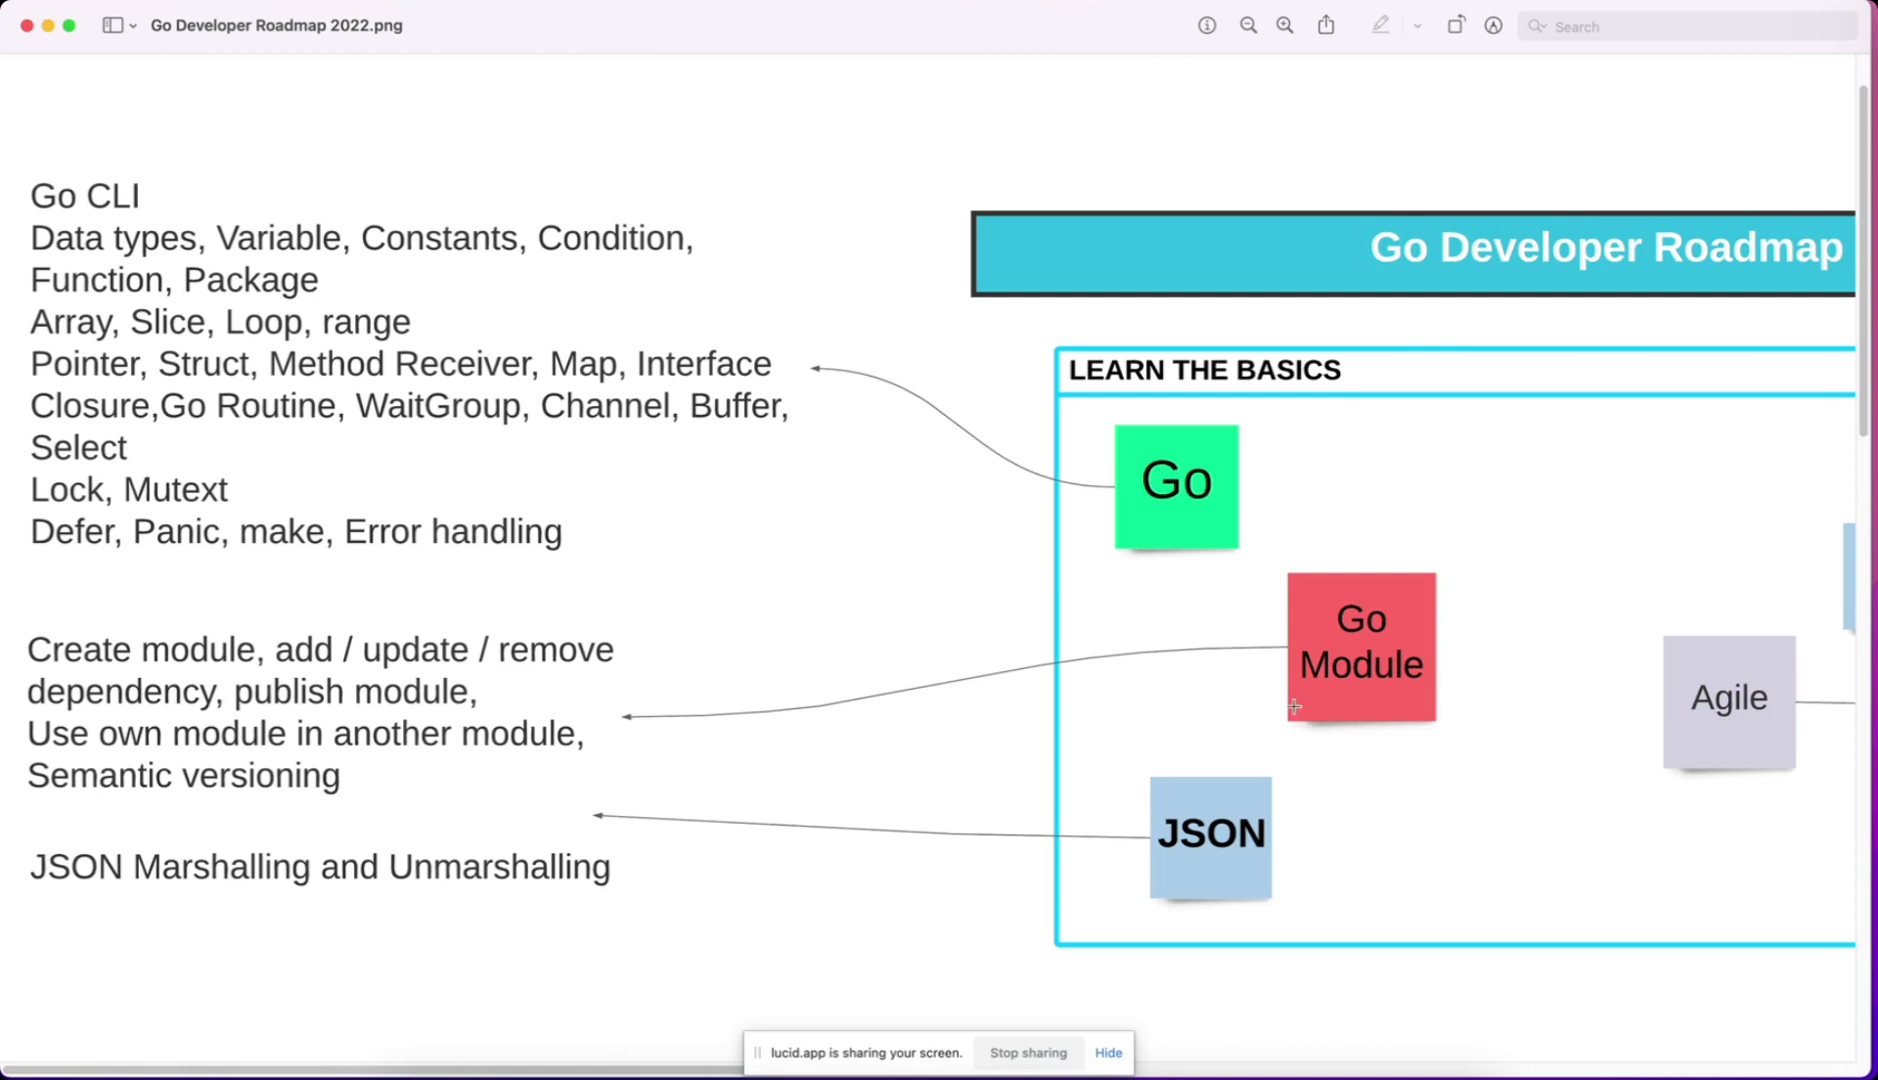 Go Developer Roadmap 2022.png
Search
Go CLI
Data types, Variable, Constants, Condition,
Function, Package
Array, Slice, Loop, range
Pointer, Struct, Method Receiver, Map, Interface
Closure,Go Routine, WaitGroup, Channel, Buffer,
Select
Lock, Mutext
Defer, Panic, make, Error handling
Create module, add / update / remove
dependency, publish module,
Use own module in another module,
Semantic versioning
JSON Marshalling and Unmarshalling
Go Developer Roadmap
LEARN THE BASICS
Go
Go
Module
Agile
JSON
lucid.app is sharing your screen.
Stop sharing
Hide